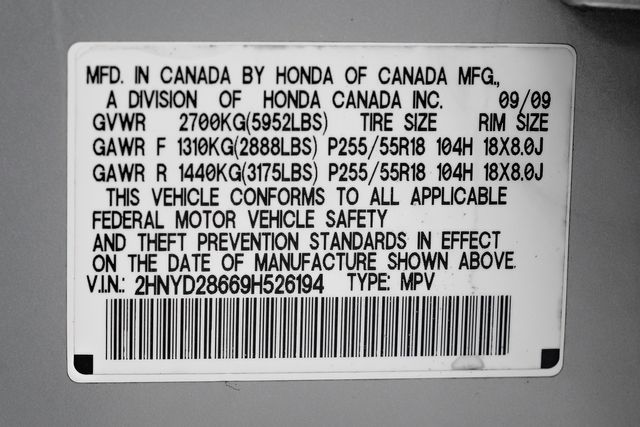 MFD. IN CANADA BY HONDA OF CANADA MFG.,
A DIVISION OF HONDA CANADA INC. 09/09
GVWR 2700KG(5952LBS) TIRE SIZE RIM SIZE
GAWR F 1310KG(2888LBS) P255/55R18 104H 18X8.0J
GAWR R 1440KG(3175LBS) P255/55R18 104H 18X8.0J
THIS VEHICLE CONFORMS TO ALL APPLICABLE
FEDERAL MOTOR VEHICLE SAFETY
AND THEFT PREVENTION STANDARDS IN EFFECT
ON THE DATE OF MANUFACTURE SHOWN ABOVE.
V.I.N.: 2HNYD28669H526194 TYPE: MPV